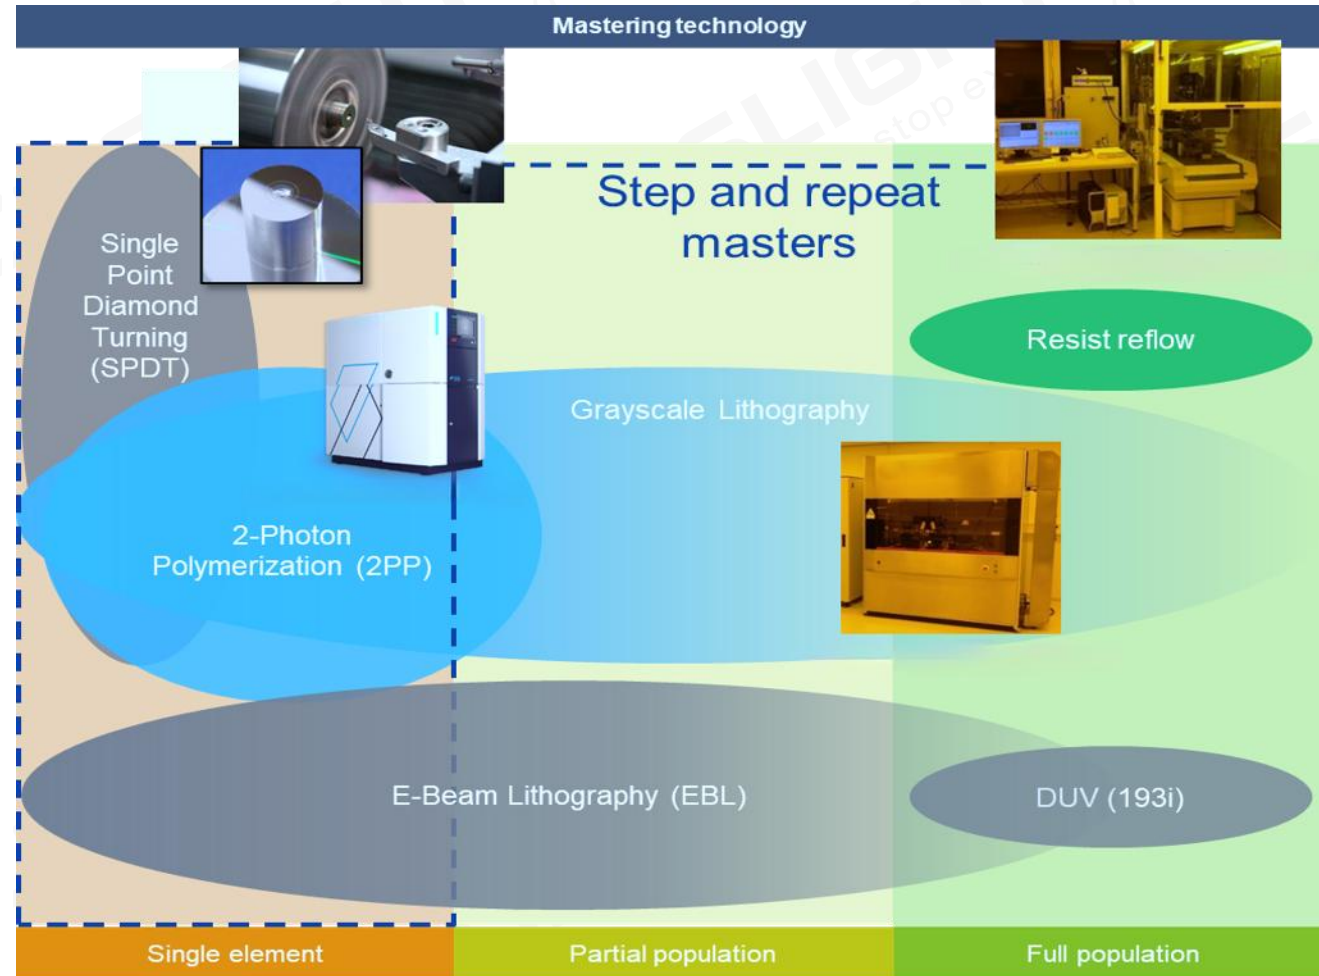 Mastering technology
Step and repeat
masters
Single
Point
Diamond
Turning
(SPDT)
Resist reflow
Grayscale Lithography
2-Photon
Polymerization (2PP)
E-Beam Lithography (EBL)
DUV (193i)
Single element
Partial population
Full population